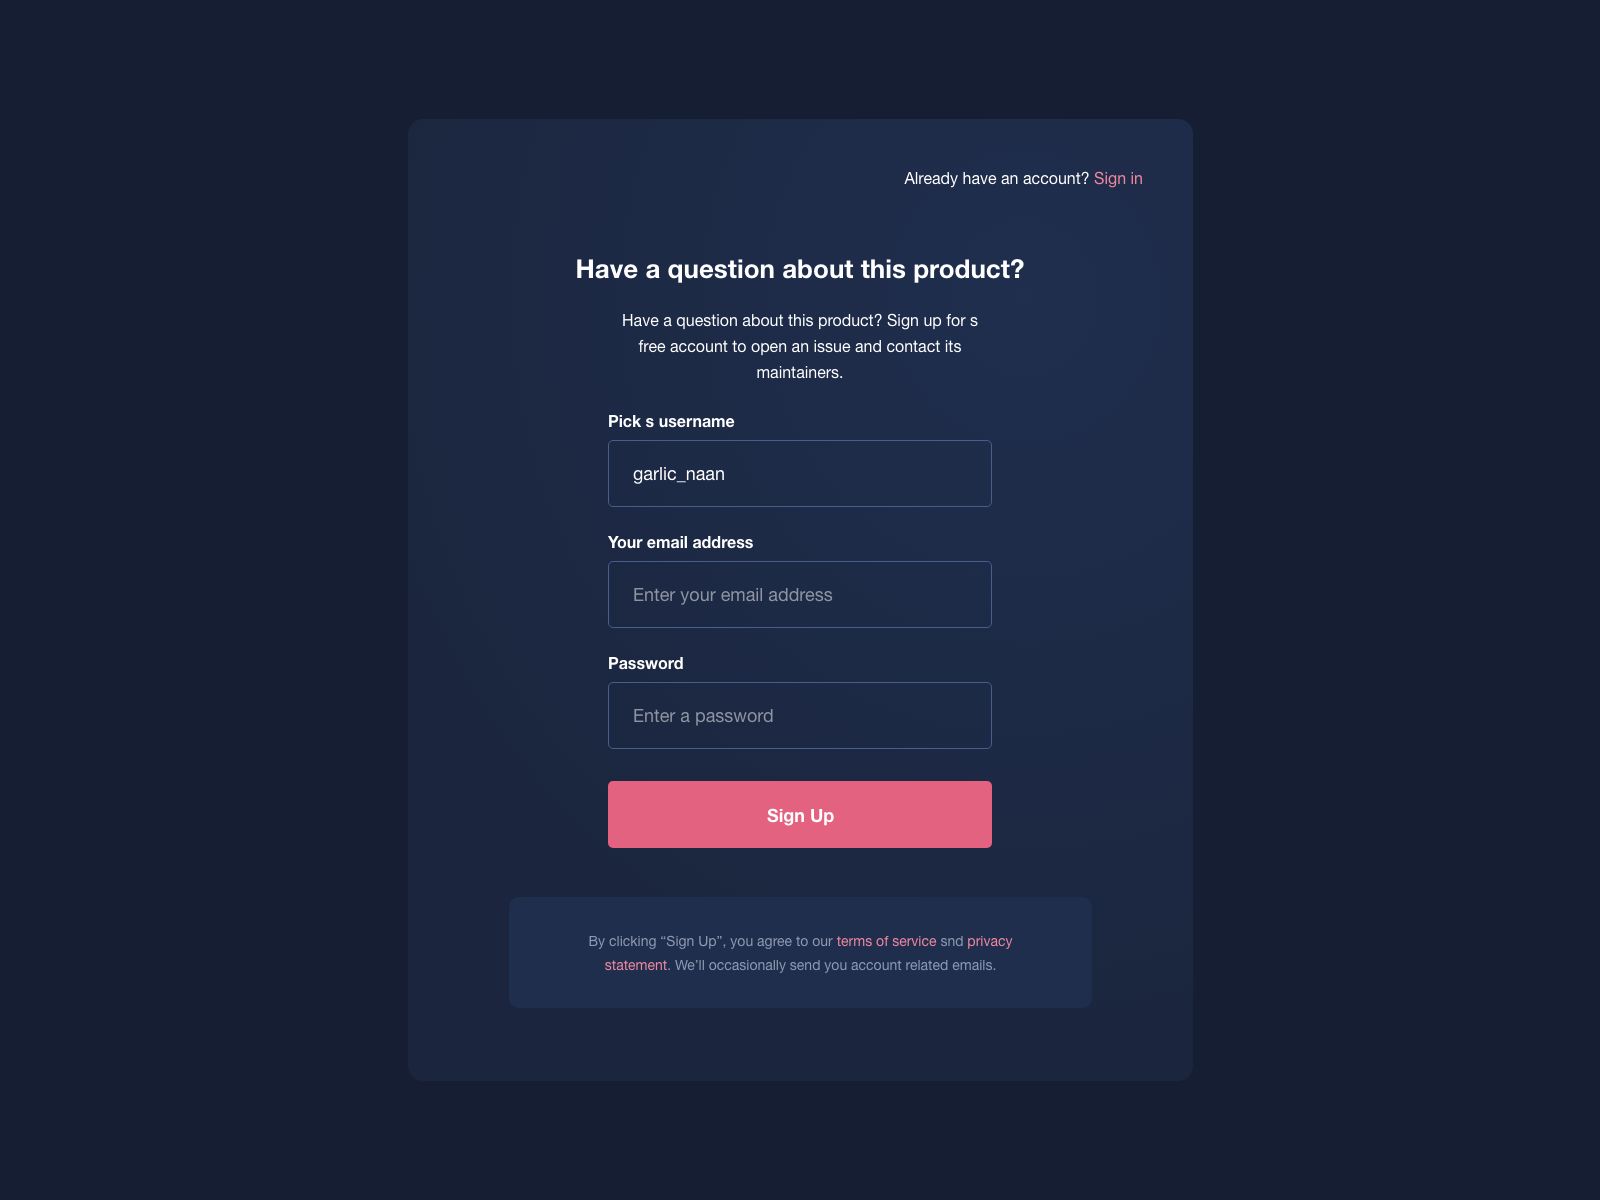 Already have an account? Sign in
Have a question about this product?
Have a question about this product? Sign up for s
free account to open an issue and contact its
maintainers.
Pick s username
garlic_naan
Your email address
Enter your email address
Password
Enter a password
Sign Up
By clicking “Sign Up”, you agree to our terms of service snd privacy
statement. We’ll occasionally send you account related emails.